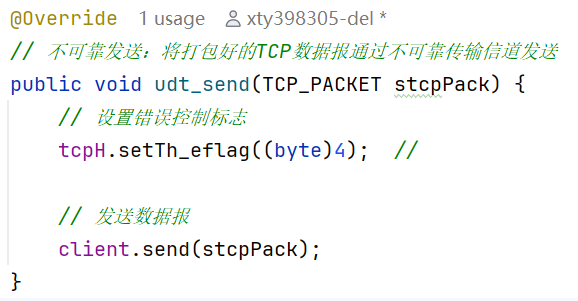 @Override 1 usage xty398305-del *
// 不可靠发送：将打包好的TCP数据报通过不可靠传输信道发送
public void udt_send(TCP_PACKET stcpPack) {
// 设置错误控制标志
tcpH.setTh_eflag((byte)4); //
// 发送数据报
client.send(stcpPack);
}